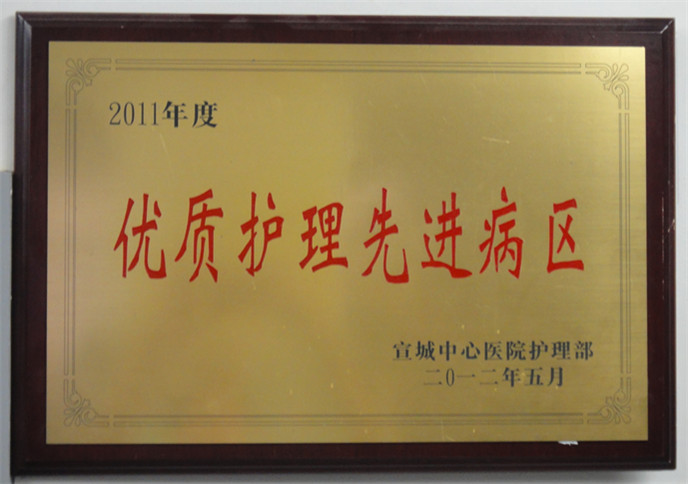 2011年度
优质护理先进病区
宣城中心医院护理部
二0一二年五月